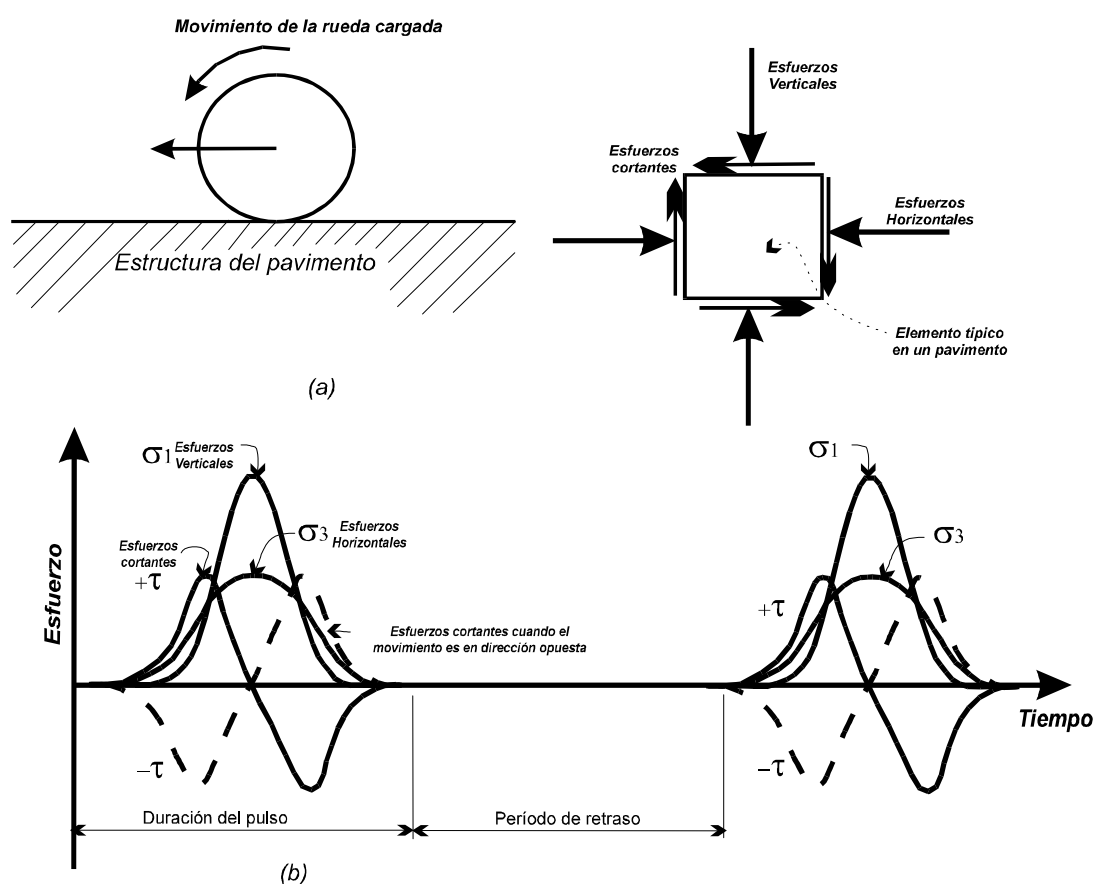 Movimiento de la rueda cargada
Estructura del pavimento
Esfuerzos
Verticales
Esfuerzos
cortantes
Esfuerzos
Horizontales
Elemento típico
en un pavimento
(a)
Esfuerzo
σ1 Esfuerzos
Verticales
σ3 Esfuerzos
Horizontales
Esfuerzos
cortantes
+τ
Esfuerzos cortantes cuando el
movimiento es en dirección opuesta
−τ
σ1
σ3
+τ
−τ
Tiempo
Duración del pulso
Período de retraso
(b)